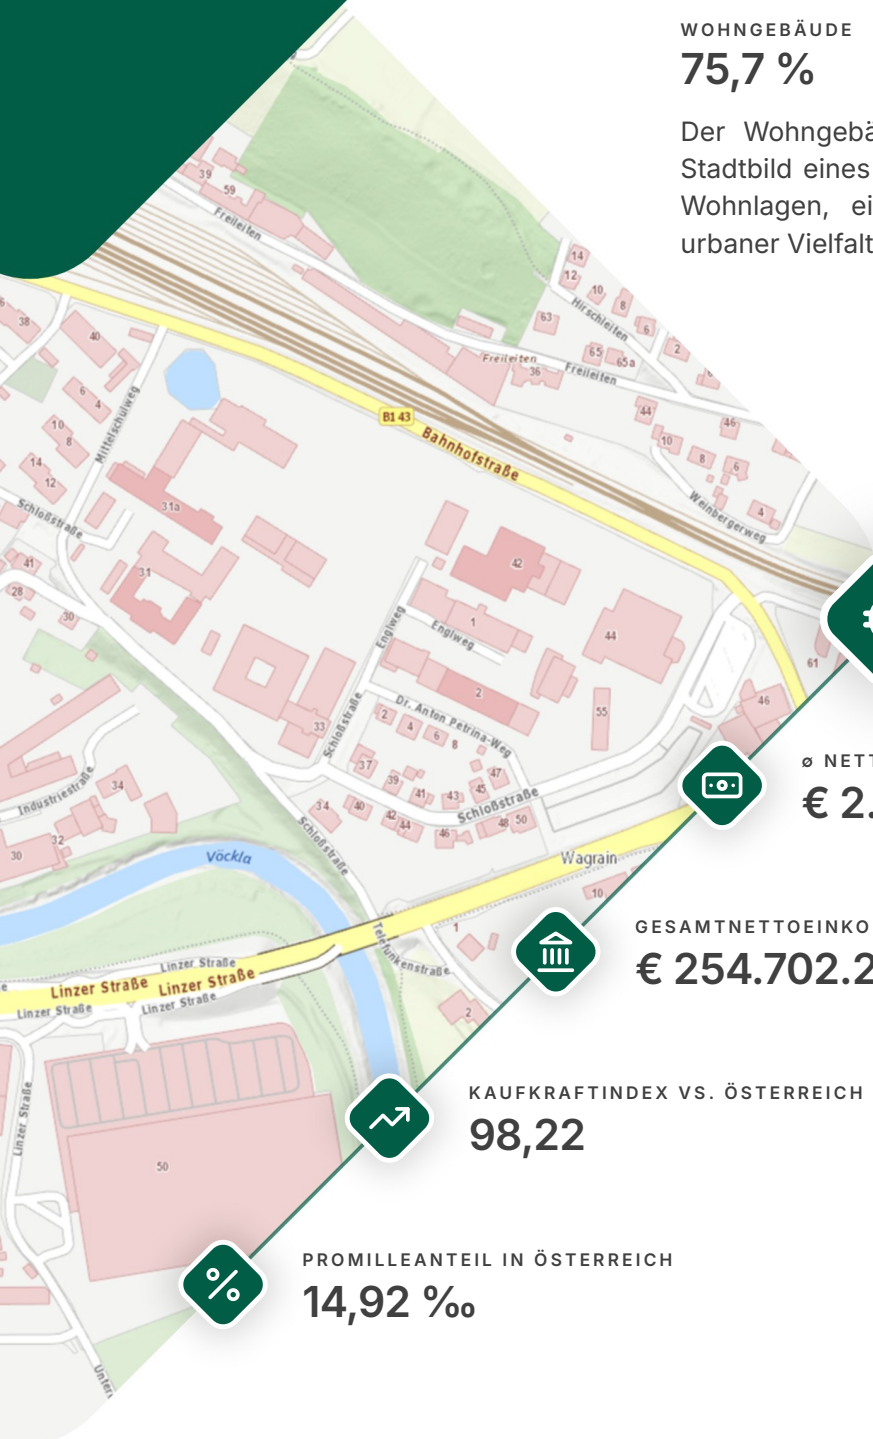 WOHNGEBÄUDE
75,7 %
Der Wohngebä
Stadtbild eines
Wohnlagen, ei
urbaner Vielfalt
39
59
Freileiten
14
12
10
8
6
2
Hirschleiten
63
38
40
Freileiten
36
65
65a
Freileiten
6
4
Mittelschulweg
B143
Bahnhofstraße
44
46
10
8
6
4
Weinbergerweg
10
8
14
12
31a
Schloßstraße
41
28
30
31
42
Englweg
1
Englweg
44
61
46
33
Schloßstraße
2
Dr. Anton Petrina-Weg
55
2
4
6
8
37
39
41
43
45
47
Industriestraße
34
32
30
34
40
42
44
46
48
50
Schloßstraße
Schloßstraße
Vöckla
Wagrain
10
1
Telefunkenstraße
2
Linzer Straße
Linzer Straße
Linzer Straße
Linzer Straße
Linzer Straße
Linzer Straße
50
Unter
ø NETT
€ 2.
GESAMTNETTOEINKO
€ 254.702.2
KAUFKRAFTINDEX VS. ÖSTERREICH
98,22
PROMILLEANTEIL IN ÖSTERREICH
14,92 ‰